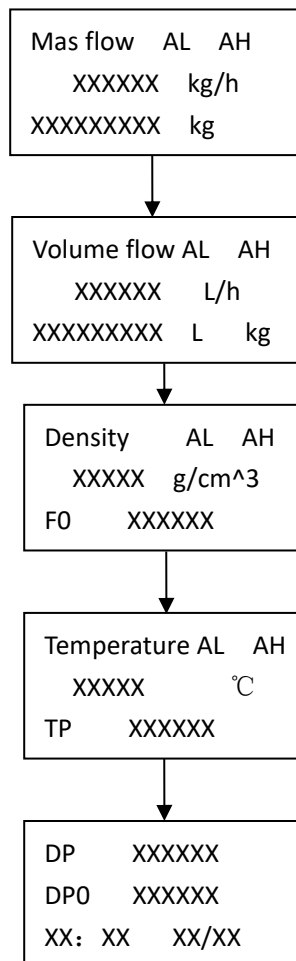 Mas flow AL AH
XXXXXX kg/h
XXXXXXXXX kg
Volume flow AL AH
XXXXXX L/h
XXXXXXXXX L kg
Density AL AH
XXXXX g/cm^3
F0 XXXXXX
Temperature AL AH
XXXXX ℃
TP XXXXXX
DP XXXXXX
DP0 XXXXXX
XX：XX XX/XX